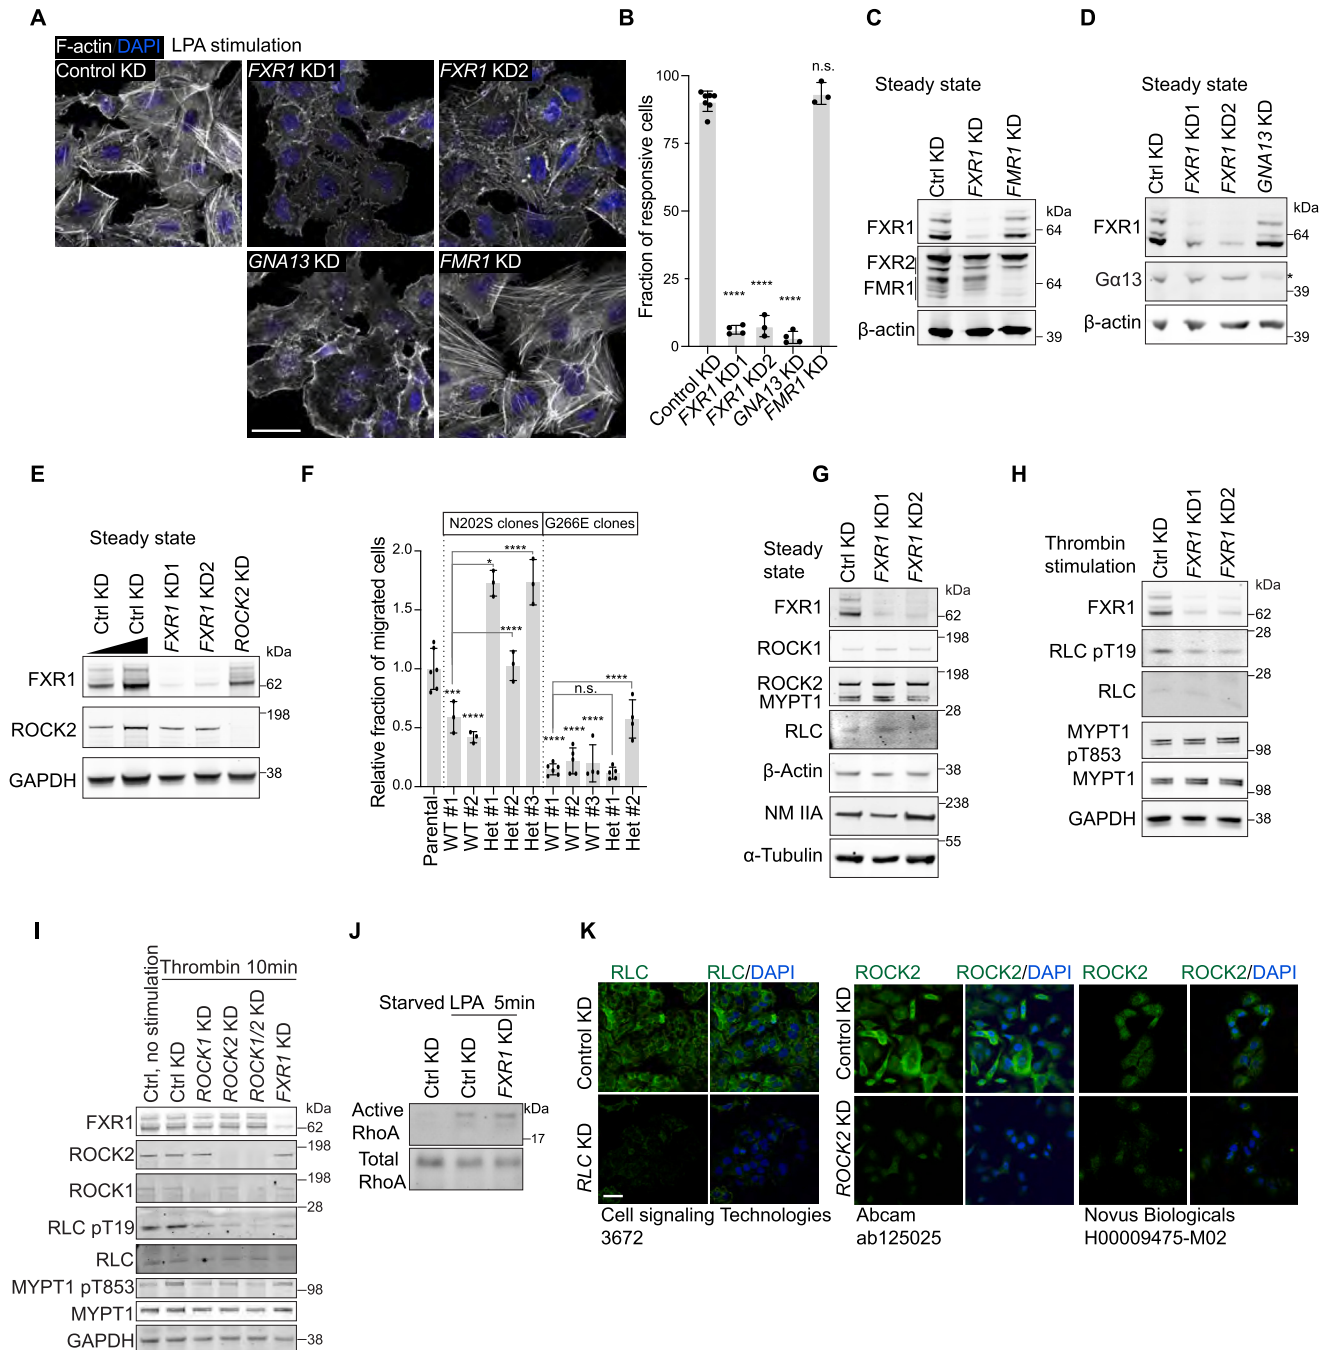 A
F-actin/DAPI LPA stimulation
Control KD
FXR1 KD1
FXR1 KD2
GNA13 KD
FMR1 KD
B
Fraction of responsive cells
100
75
50
25
0
n.s.
****
****
****
Control KD
FXR1 KD1
FXR1 KD2
GNA13 KD
FMR1 KD
C
Steady state
Ctrl KD
FXR1 KD
FMR1 KD
kDa
FXR1
64
FXR2
FMR1
64
β-actin
39
D
Steady state
Ctrl KD
FXR1 KD1
FXR1 KD2
GNA13 KD
kDa
FXR1
64
Gα13
*
39
β-actin
39
E
Steady state
Ctrl KD
Ctrl KD
FXR1 KD1
FXR1 KD2
ROCK2 KD
kDa
FXR1
62
ROCK2
198
GAPDH
38
F
N202S clones
G266E clones
Relative fraction of migrated cells
2.0
1.5
1.0
0.5
0.0
****
*
****
***
****
****
n.s.
****
****
****
Parental
WT #1
WT #2
Het #1
Het #2
Het #3
WT #1
WT #2
WT #3
Het #1
Het #2
G
Steady
state
Ctrl KD
FXR1 KD1
FXR1 KD2
kDa
FXR1
62
ROCK1
198
ROCK2
MYPT1
198
RLC
28
β-Actin
38
NM IIA
238
α-Tubulin
55
H
Thrombin
stimulation
Ctrl KD
FXR1 KD1
FXR1 KD2
kDa
FXR1
62
RLC pT19
28
RLC
28
MYPT1
pT853
98
MYPT1
98
GAPDH
38
I
Thrombin 10min
Ctrl, no stimulation
Ctrl KD
ROCK1 KD
ROCK2 KD
ROCK1/2 KD
FXR1 KD
kDa
FXR1
62
ROCK2
198
ROCK1
198
RLC pT19
28
RLC
MYPT1 pT853
98
MYPT1
GAPDH
38
J
Starved LPA 5min
Ctrl KD
Ctrl KD
FXR1 KD
kDa
Active
RhoA
17
Total
RhoA
K
RLC
RLC/DAPI
ROCK2
ROCK2/DAPI
ROCK2
ROCK2/DAPI
Control KD
RLC KD
Control KD
ROCK2 KD
Cell signaling Technologies
3672
Abcam
ab125025
Novus Biologicals
H00009475-M02